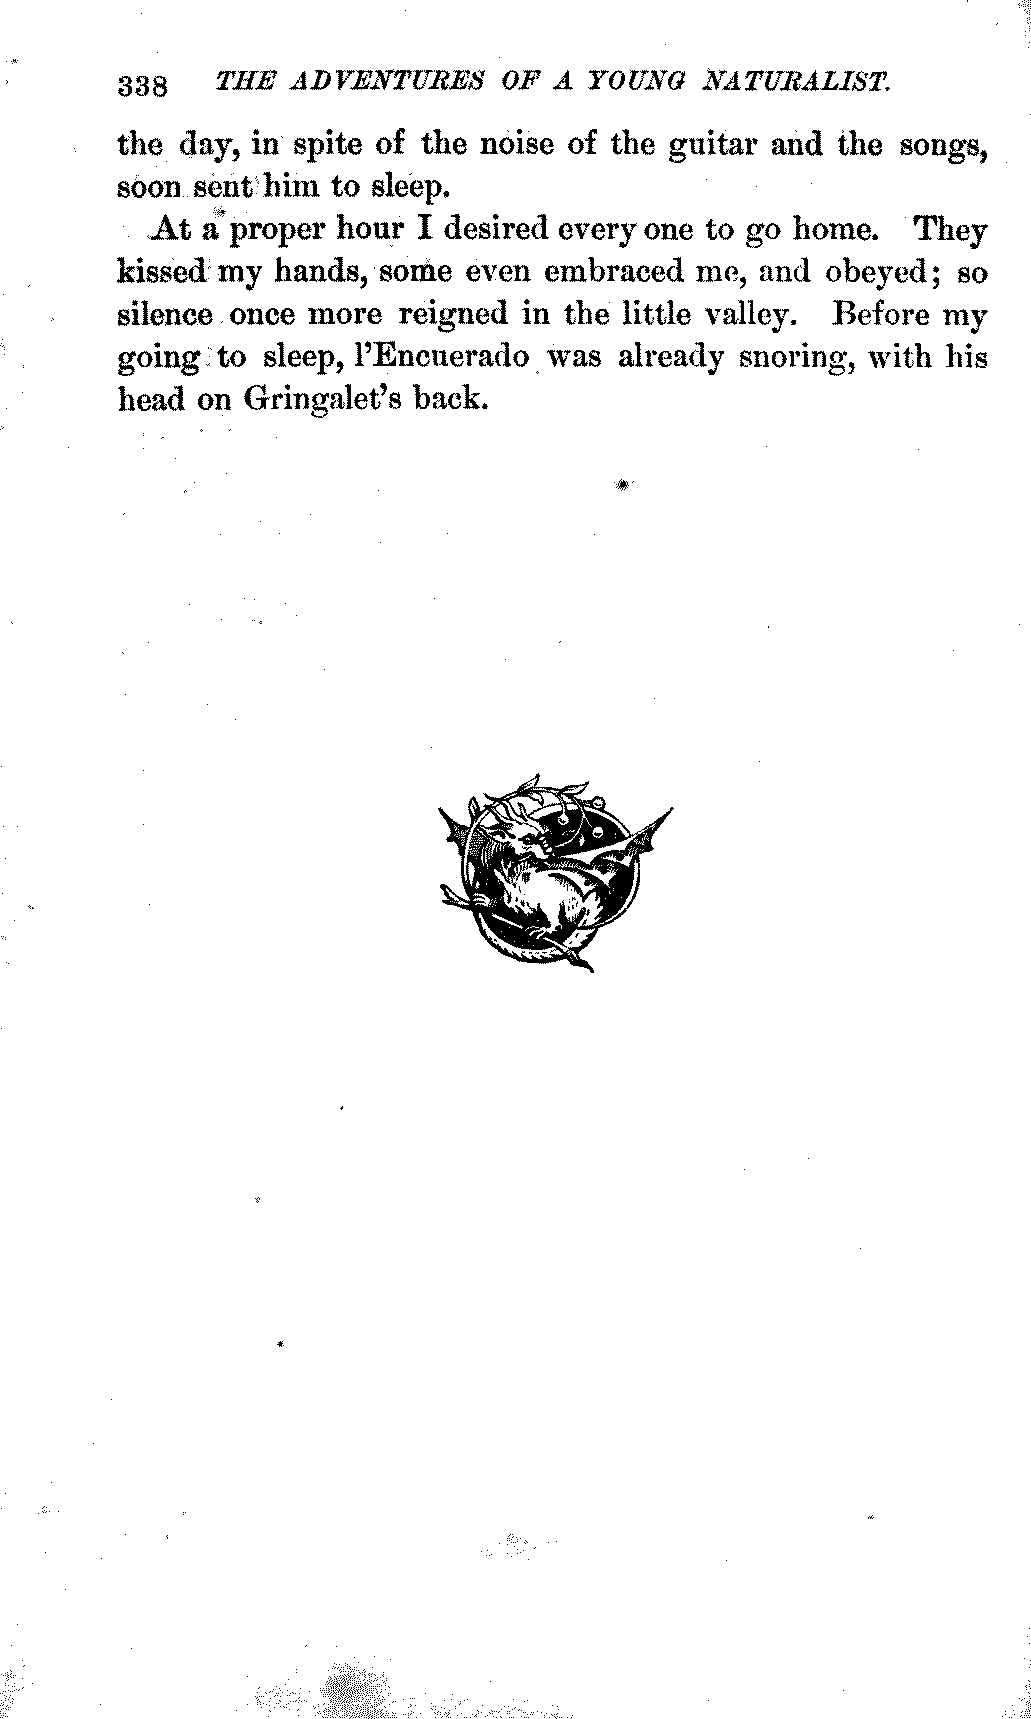 338 THE ADVENTURES OF A YOUNG NATURALIST.
the day, in spite of the noise of the guitar and the songs,
soon sent him to sleep.
At a proper hour I desired every one to go home. They
kissed my hands, some even embraced me, and obeyed; so
silence once more reigned in the little valley. Before my
going to sleep, l'Encuerado was already snoring, with his
head on Gringalet's back.